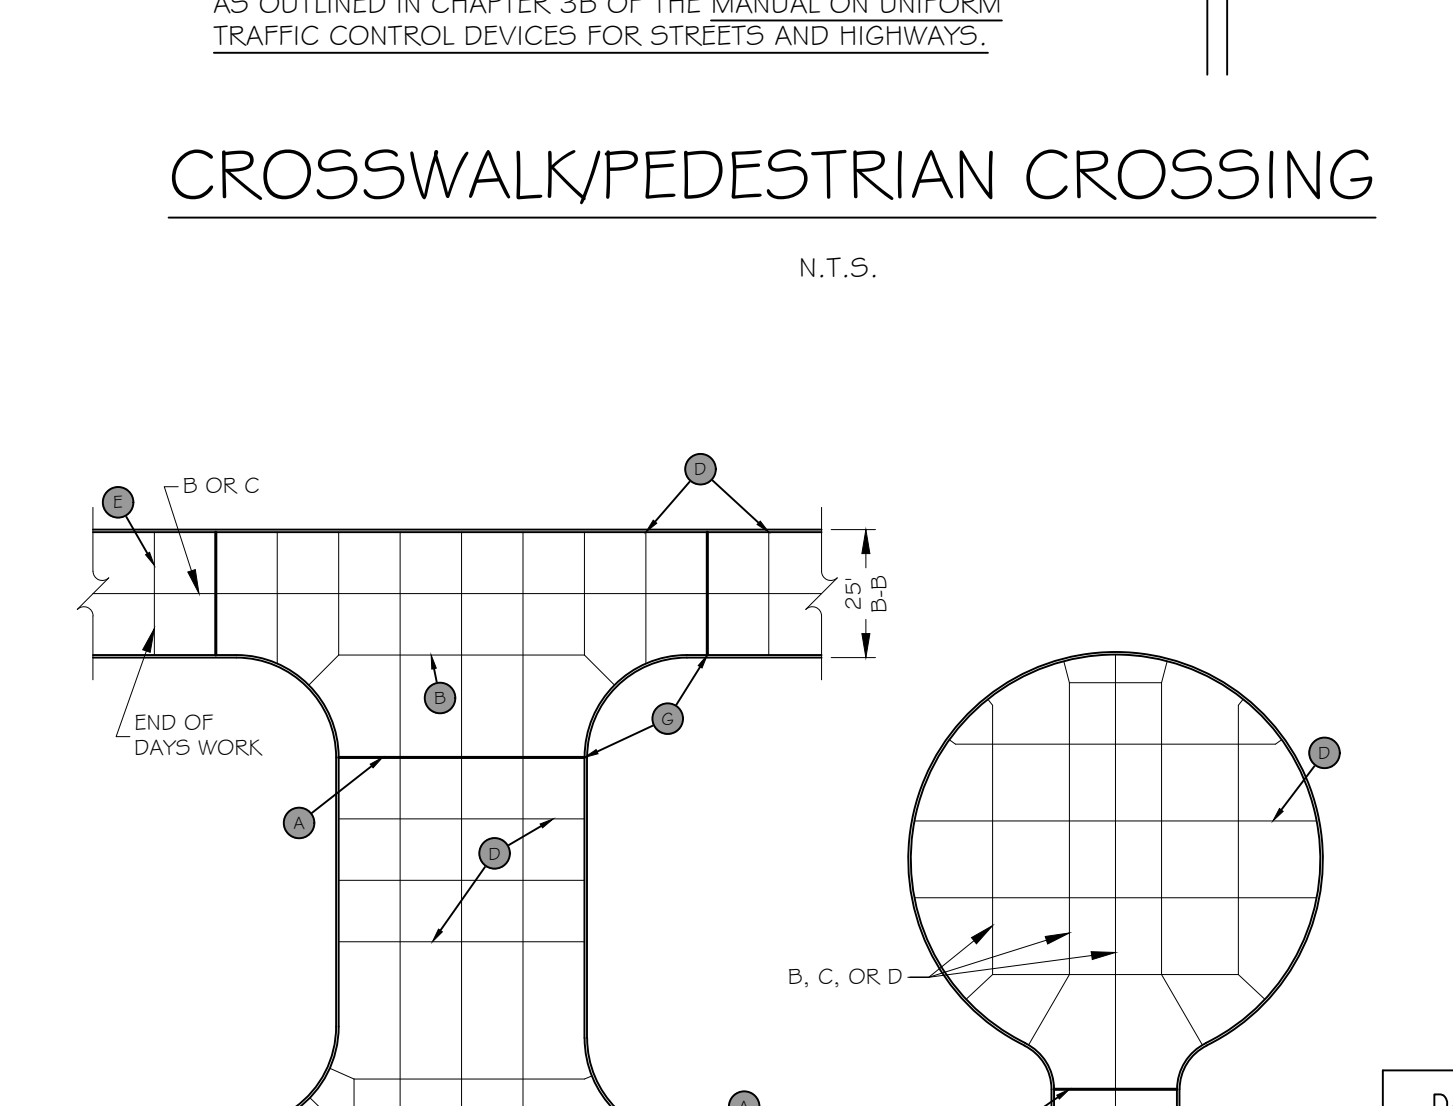 AS OUTLINED IN CHAPTER 3B OF THE MANUAL ON UNIFORM
TRAFFIC CONTROL DEVICES FOR STREETS AND HIGHWAYS.
CROSSWALK/PEDESTRIAN CROSSING
N.T.S.
D
B OR C
E
25'
B-B
B
G
END OF
DAYS WORK
D
A
D
B, C, OR D
A
D